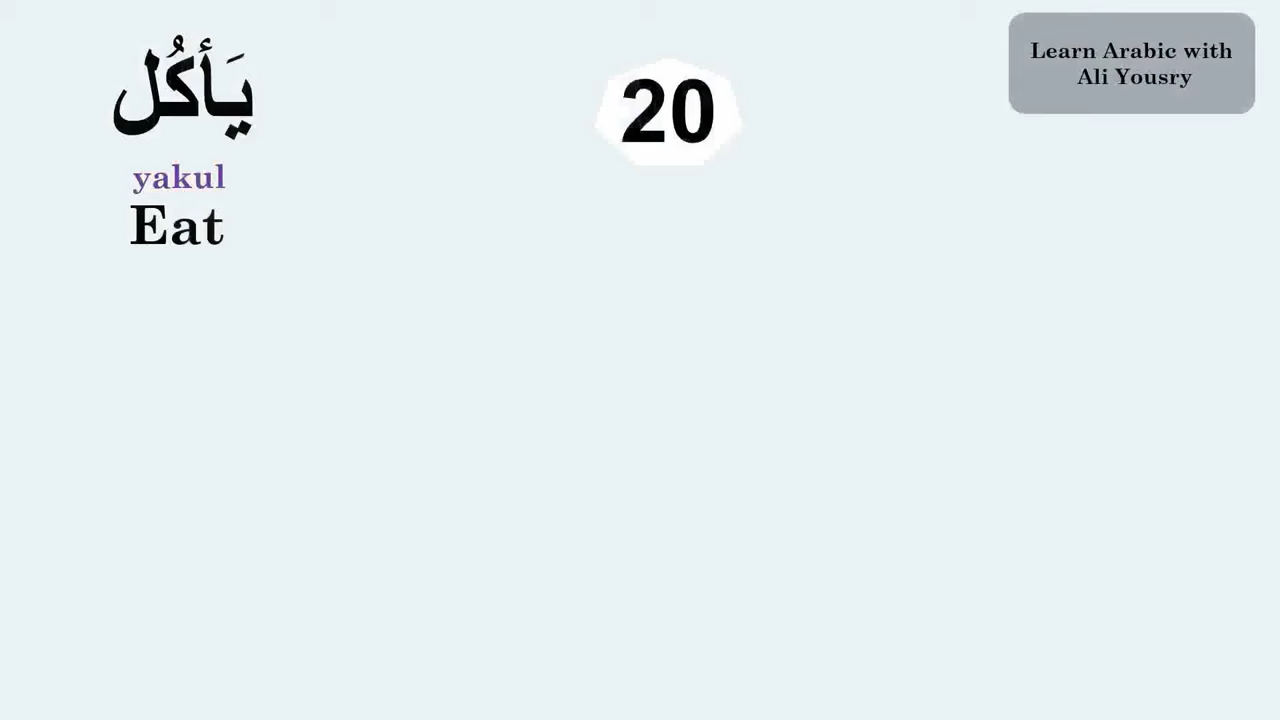 يَأكُل
yakul
Eat
20
Learn Arabic with
Ali Yousry